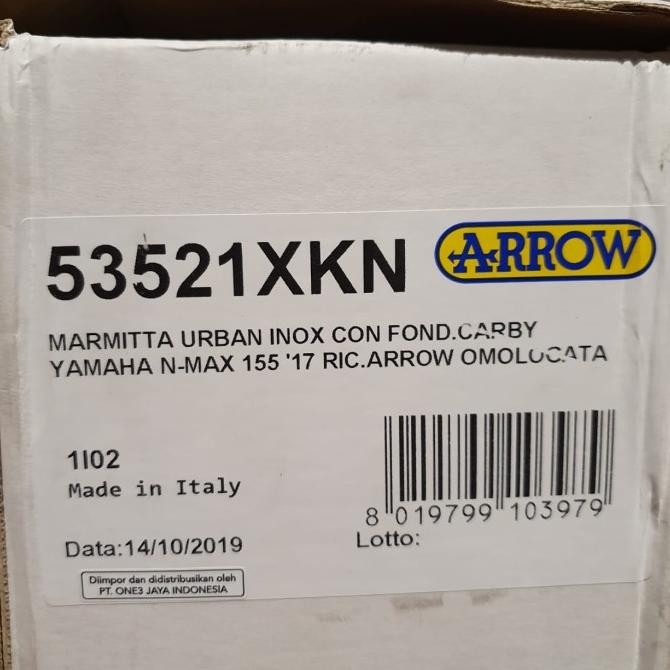 53521XKN
ARROW
MARMITTA URBAN INOX CON FOND.CARBY
YAMAHA N-MAX 155 '17 RIC.ARROW OMOLOCATA
1I02
Made in Italy
8 019799 103979
Data:14/10/2019
Lotto:
Diimpor dan didistribusikan oleh
PT. ONE3 JAYA INDONESIA